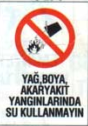 YAĞ,BOYA,
AKARYAKIT
YANGINLARINDA
SU KULLANMAYIN